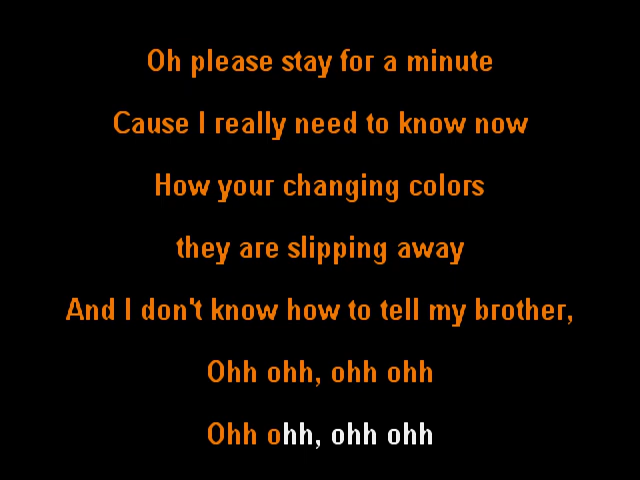 Oh please stay for a minute
Cause I really need to know now
How your changing colors
they are slipping away
And I don't know how to tell my brother,
Ohh ohh, ohh ohh
Ohh ohh, ohh ohh